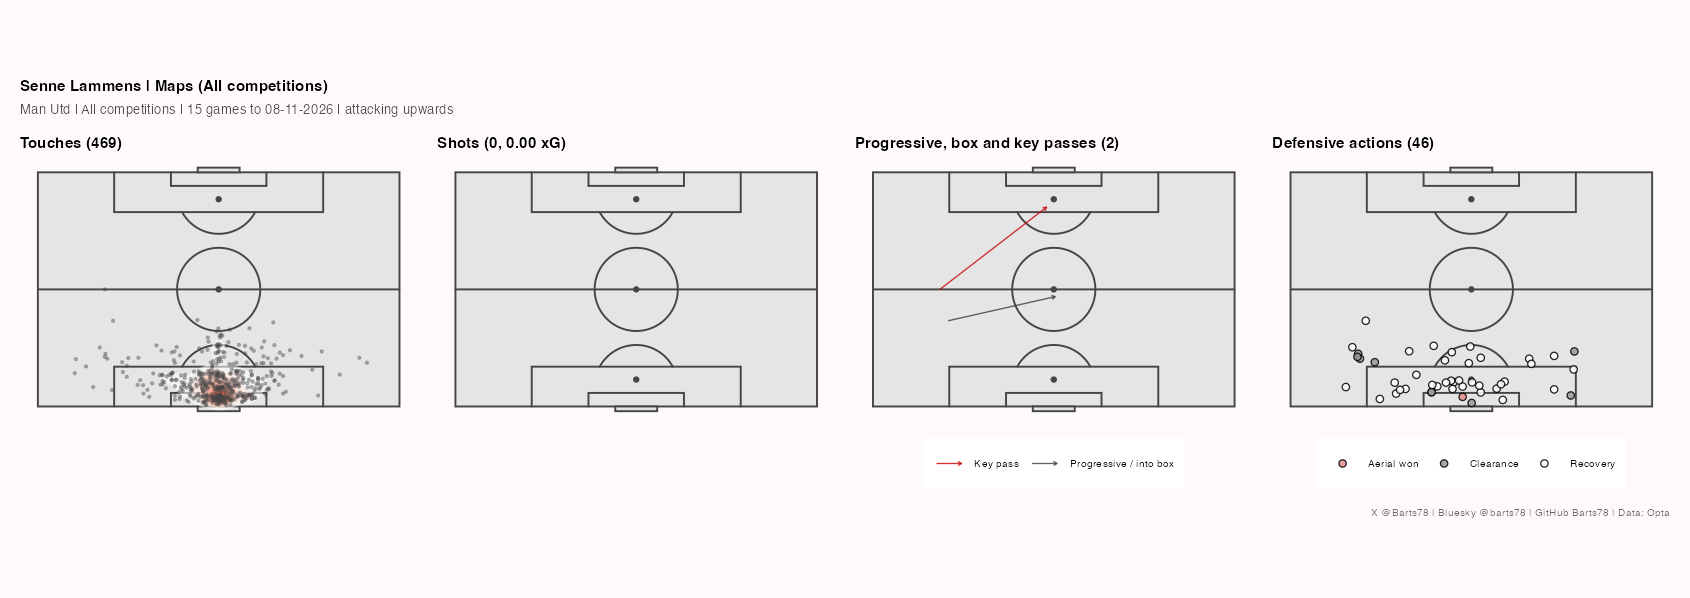 Senne Lammens | Maps (All competitions)
Man Utd | All competitions | 15 games to 08-11-2026 | attacking upwards
Touches (469)
Shots (0, 0.00 xG)
Progressive, box and key passes (2)
Defensive actions (46)
Key pass
Progressive / into box
Aerial won
Clearance
Recovery
X @Barts78 | Bluesky @barts78 | GitHub Barts78 | Data: Opta